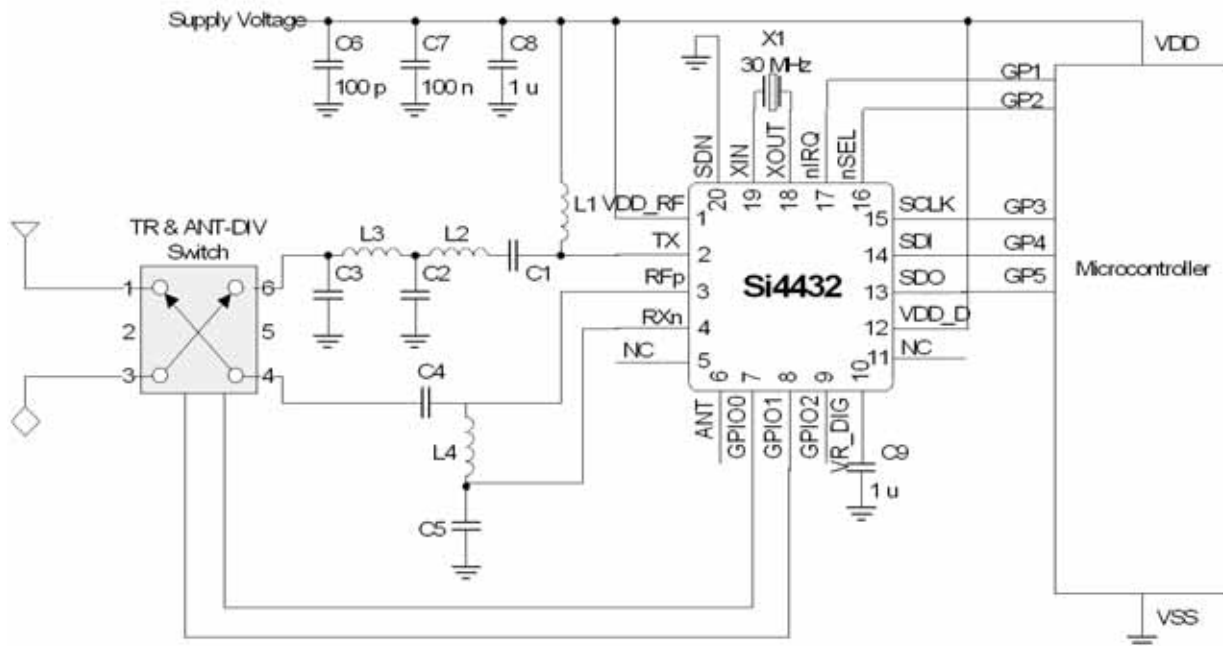 Supply Voltage
C6
100 p
C7
100 n
C8
1 u
X1
30 MHz
VDD
GP1
GP2
SDN
XIN
XOUT
nIRQ
nSEL
20
19
18
17
16
L1
VDD_RF
1
15
SCLK
GP3
TR & ANT-DIV
Switch
L3
L2
C1
TX
2
14
SDI
GP4
C3
C2
RFp
3
Si4432
13
SDO
GP5
Microcontroller
1
6
2
5
3
4
RXn
4
12
VDD_D
NC
5
11
NC
C4
6
7
8
9
10
ANT
GPIO0
GPIO1
GPIO2
VR_DIG
L4
C9
1 u
C5
VSS